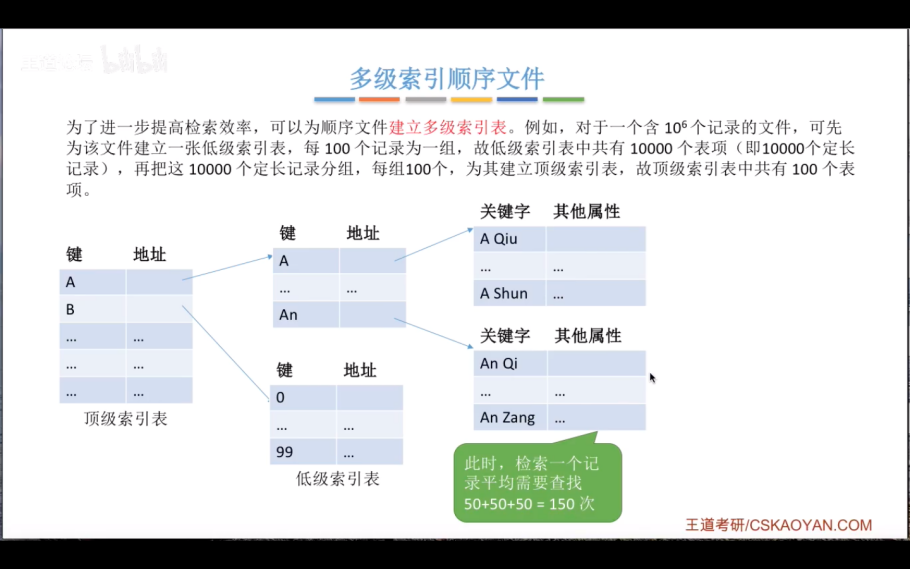 多级索引顺序文件
为了进一步提高检索效率，可以为顺序文件建立多级索引表。例如，对于一个含 10⁶ 个记录的文件，可先
为该文件建立一张低级索引表，每 100 个记录为一组，故低级索引表中共有 10000 个表项（即10000个定长
记录），再把这 10000 个定长记录分组，每组100个，为其建立顶级索引表，故顶级索引表中共有 100 个表
项。
键 地址
A
B
... ...
... ...
... ...
顶级索引表
键 地址
A
... ...
An
键 地址
0
... ...
99 ...
低级索引表
关键字 其他属性
A Qiu
... ...
A Shun ...
关键字 其他属性
An Qi
... ...
An Zang ...
此时，检索一个记
录平均需要查找
50+50+50 = 150 次
王道考研/CSKAOYAN.COM